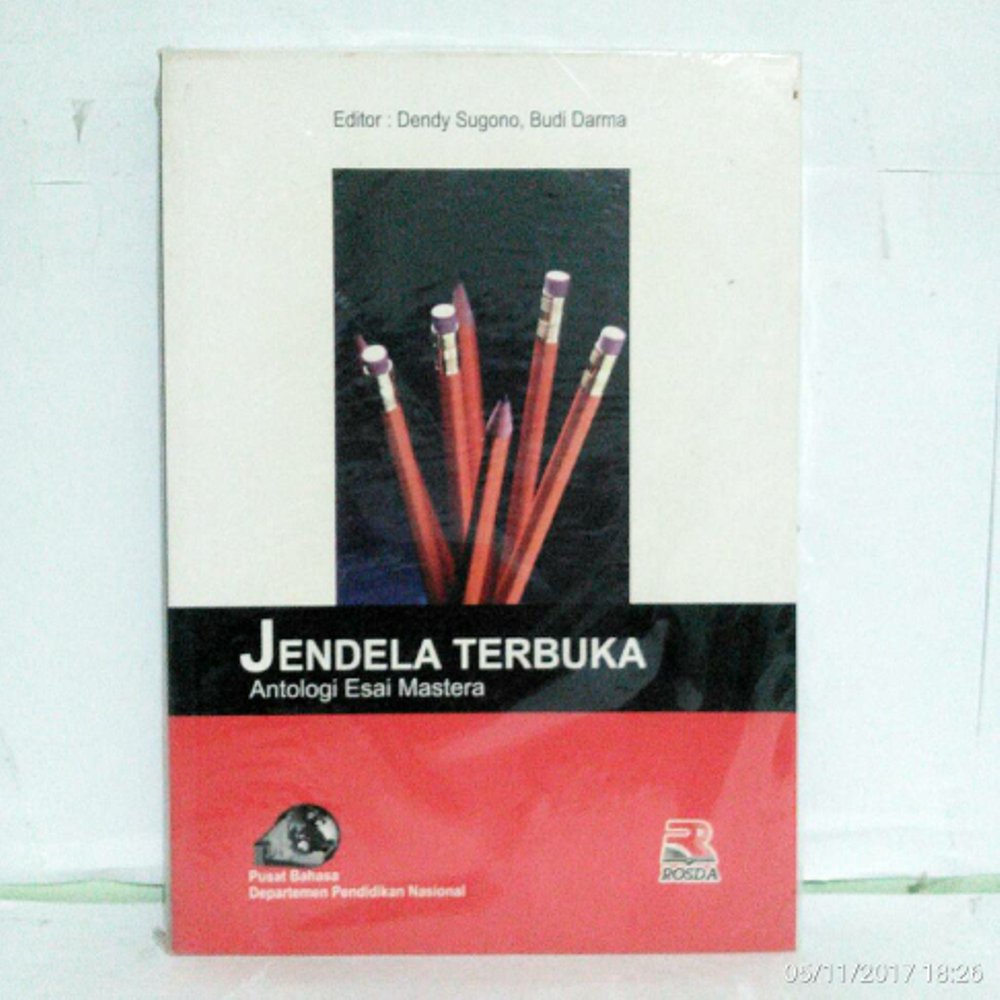 Editor : Dendy Sugono, Budi Darma
JENDELA TERBUKA
Antologi Esai Mastera
Pusat Bahasa
Departemen Pendidikan Nasional
ROSDA
05/11/2017 18:26